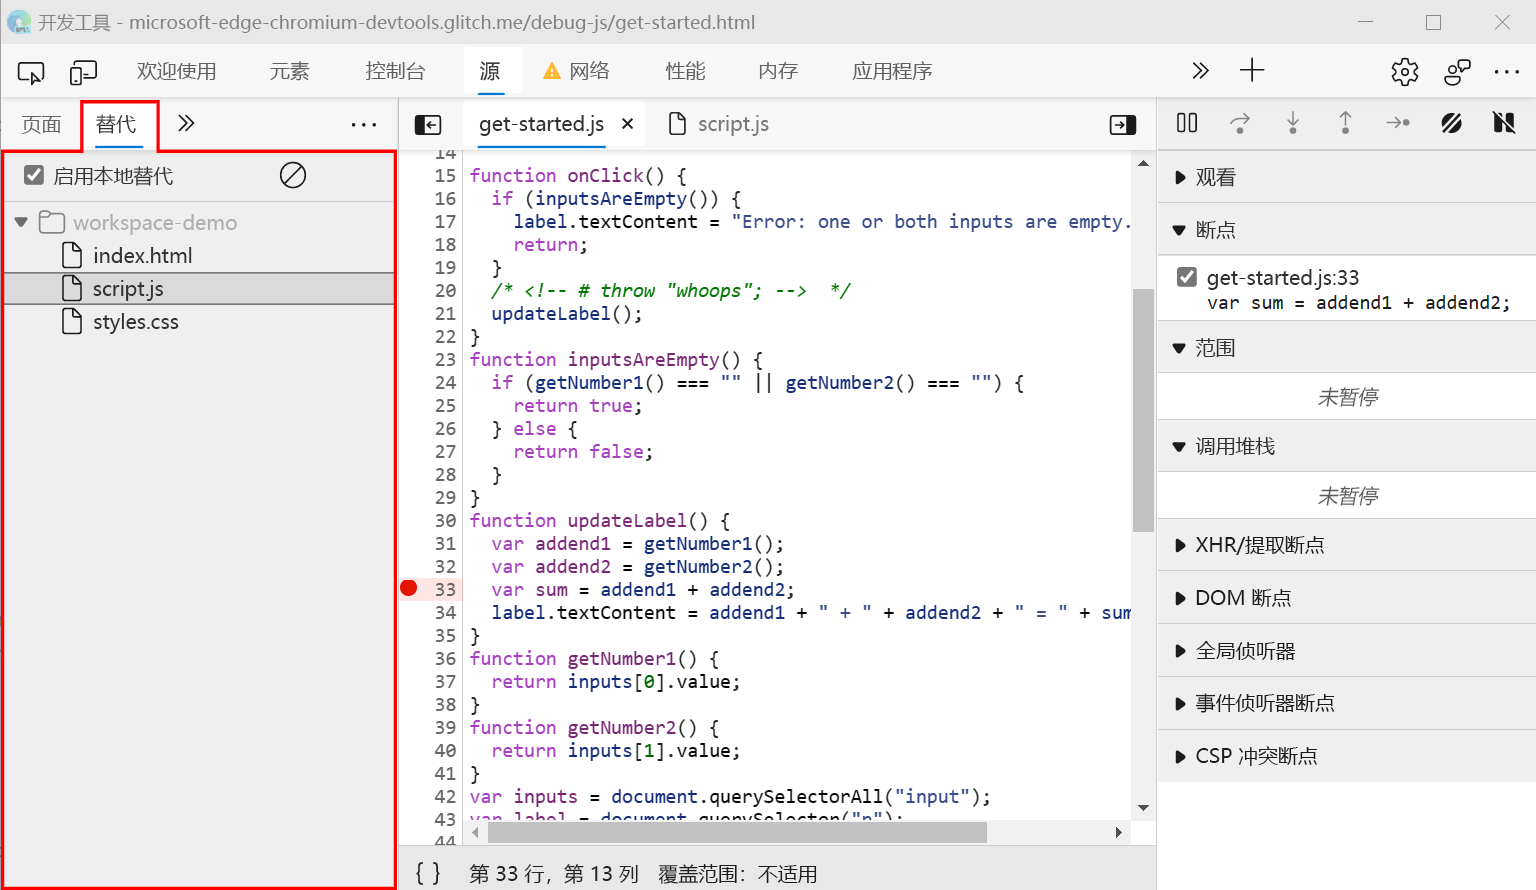 开发工具 - microsoft-edge-chromium-devtools.glitch.me/debug-js/get-started.html
欢迎使用 元素 控制台 源 网络 性能 内存 应用程序
页面 替代
启用本地替代
workspace-demo
index.html
script.js
styles.css
get-started.js script.js
14
15 function onClick() {
16   if (inputsAreEmpty()) {
17     label.textContent = "Error: one or both inputs are empty.
18     return;
19   }
20   /* <!-- # throw "whoops"; -->  */
21   updateLabel();
22 }
23 function inputsAreEmpty() {
24   if (getNumber1() === "" || getNumber2() === "") {
25     return true;
26   } else {
27     return false;
28   }
29 }
30 function updateLabel() {
31   var addend1 = getNumber1();
32   var addend2 = getNumber2();
33   var sum = addend1 + addend2;
34   label.textContent = addend1 + " + " + addend2 + " = " + sum
35 }
36 function getNumber1() {
37   return inputs[0].value;
38 }
39 function getNumber2() {
40   return inputs[1].value;
41 }
42 var inputs = document.querySelectorAll("input");
43 var label = document.querySelector("p");
44
{ } 第 33 行，第 13 列 覆盖范围：不适用
观看
断点
get-started.js:33
var sum = addend1 + addend2;
范围
未暂停
调用堆栈
未暂停
XHR/提取断点
DOM 断点
全局侦听器
事件侦听器断点
CSP 冲突断点